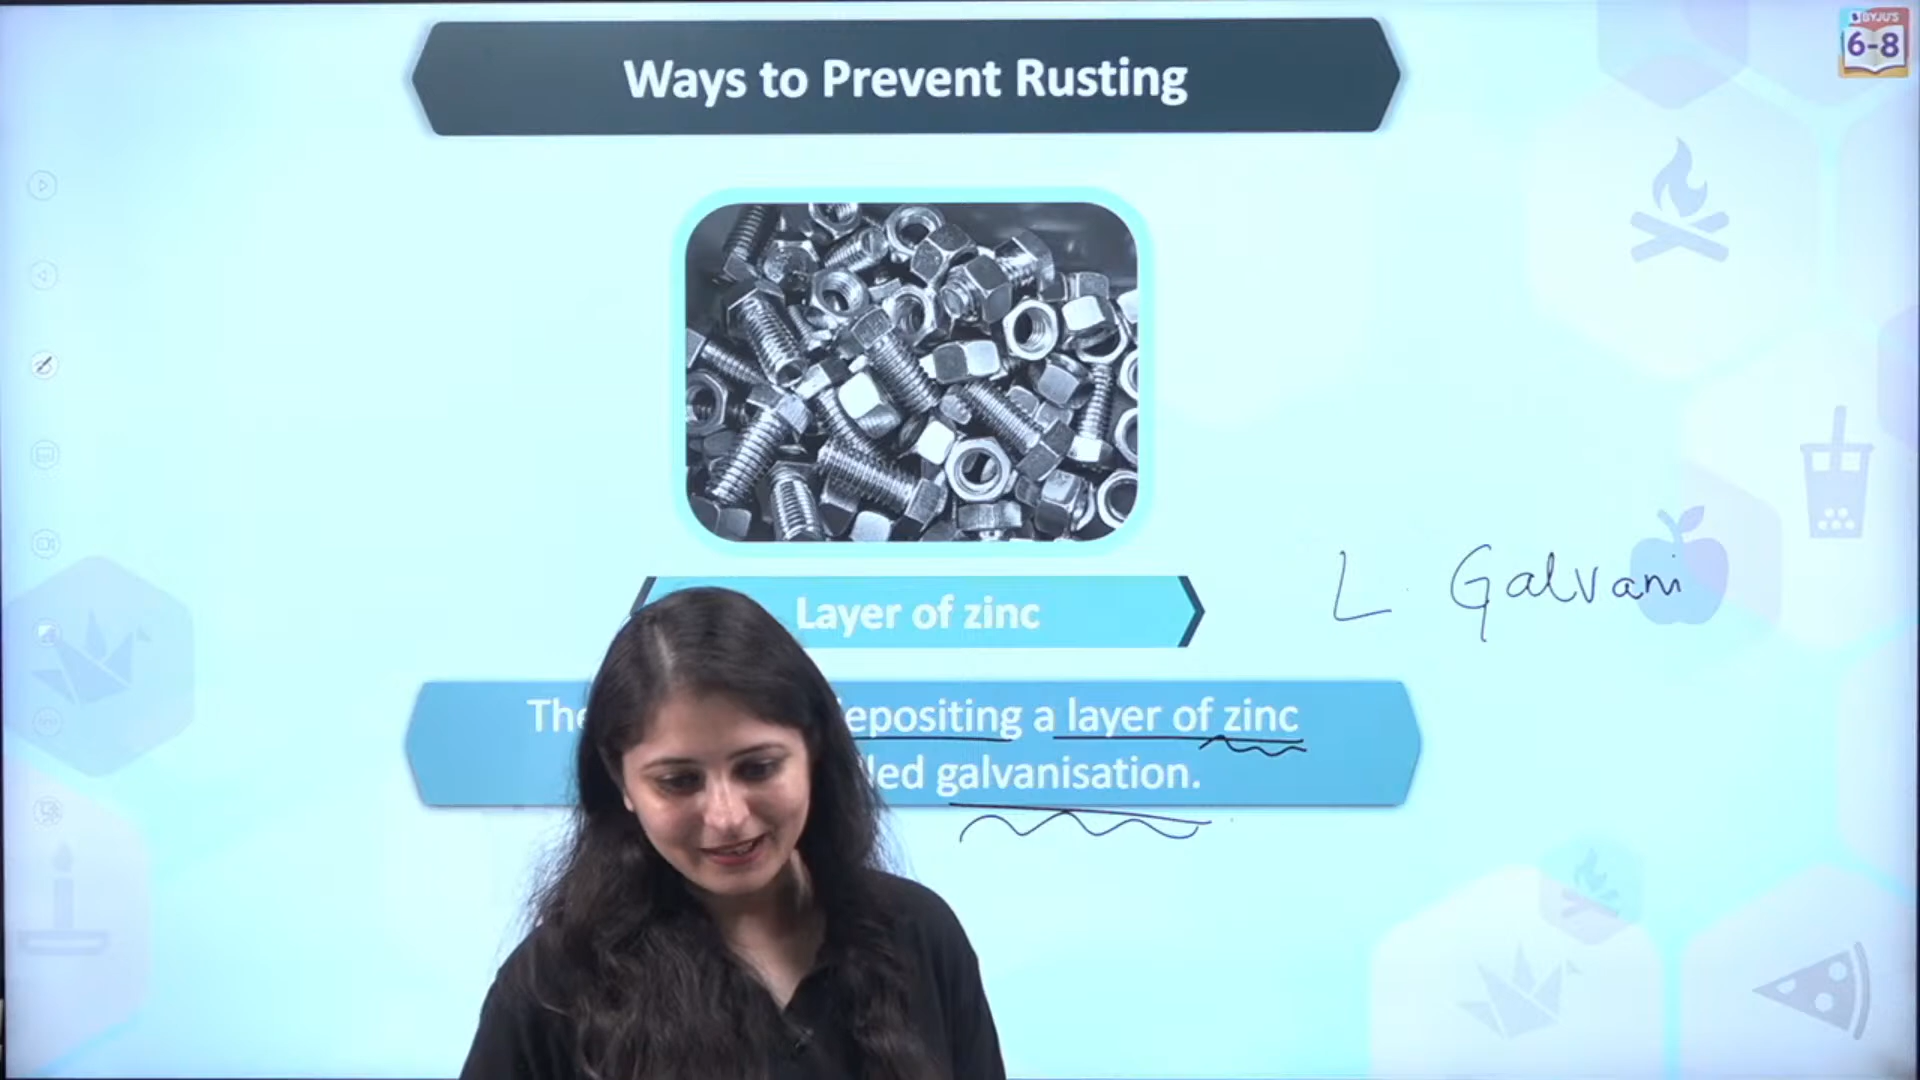 BYJU'S
6-8
Ways to Prevent Rusting
Layer of zinc
L. Galvani
The epositing a layer of zinc
led galvanisation.